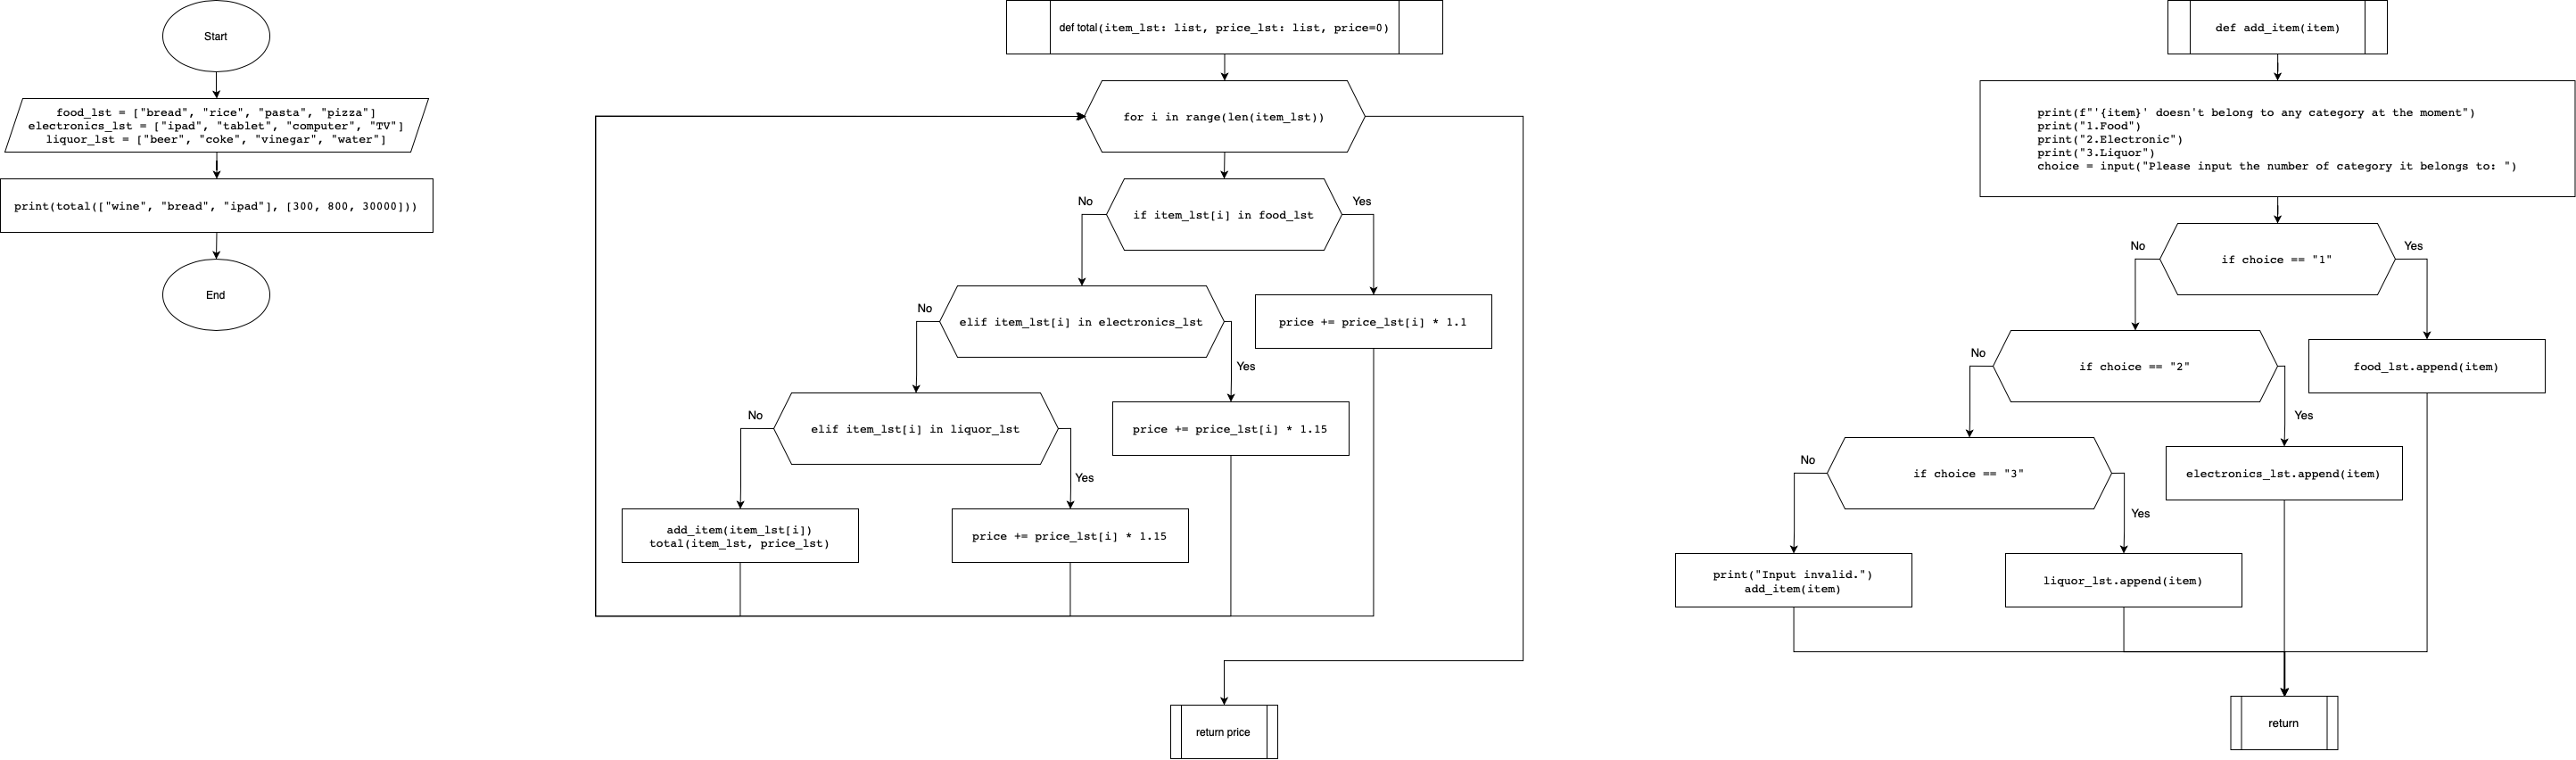 Start
food_lst = ["bread", "rice", "pasta", "pizza"]
electronics_lst = ["ipad", "tablet", "computer", "TV"]
liquor_lst = ["beer", "coke", "vinegar", "water"]
print(total(["wine", "bread", "ipad"], [300, 800, 30000]))
End
def total(item_lst: list, price_lst: list, price=0)
for i in range(len(item_lst))
No
Yes
if item_lst[i] in food_lst
No
elif item_lst[i] in electronics_lst
price += price_lst[i] * 1.1
Yes
No
elif item_lst[i] in liquor_lst
price += price_lst[i] * 1.15
Yes
add_item(item_lst[i])
total(item_lst, price_lst)
price += price_lst[i] * 1.15
return price
def add_item(item)
print(f"'{item}' doesn't belong to any category at the moment")
print("1.Food")
print("2.Electronic")
print("3.Liquor")
choice = input("Please input the number of category it belongs to: ")
No
Yes
if choice == "1"
No
if choice == "2"
food_lst.append(item)
Yes
No
if choice == "3"
electronics_lst.append(item)
Yes
print("Input invalid.")
add_item(item)
liquor_lst.append(item)
return